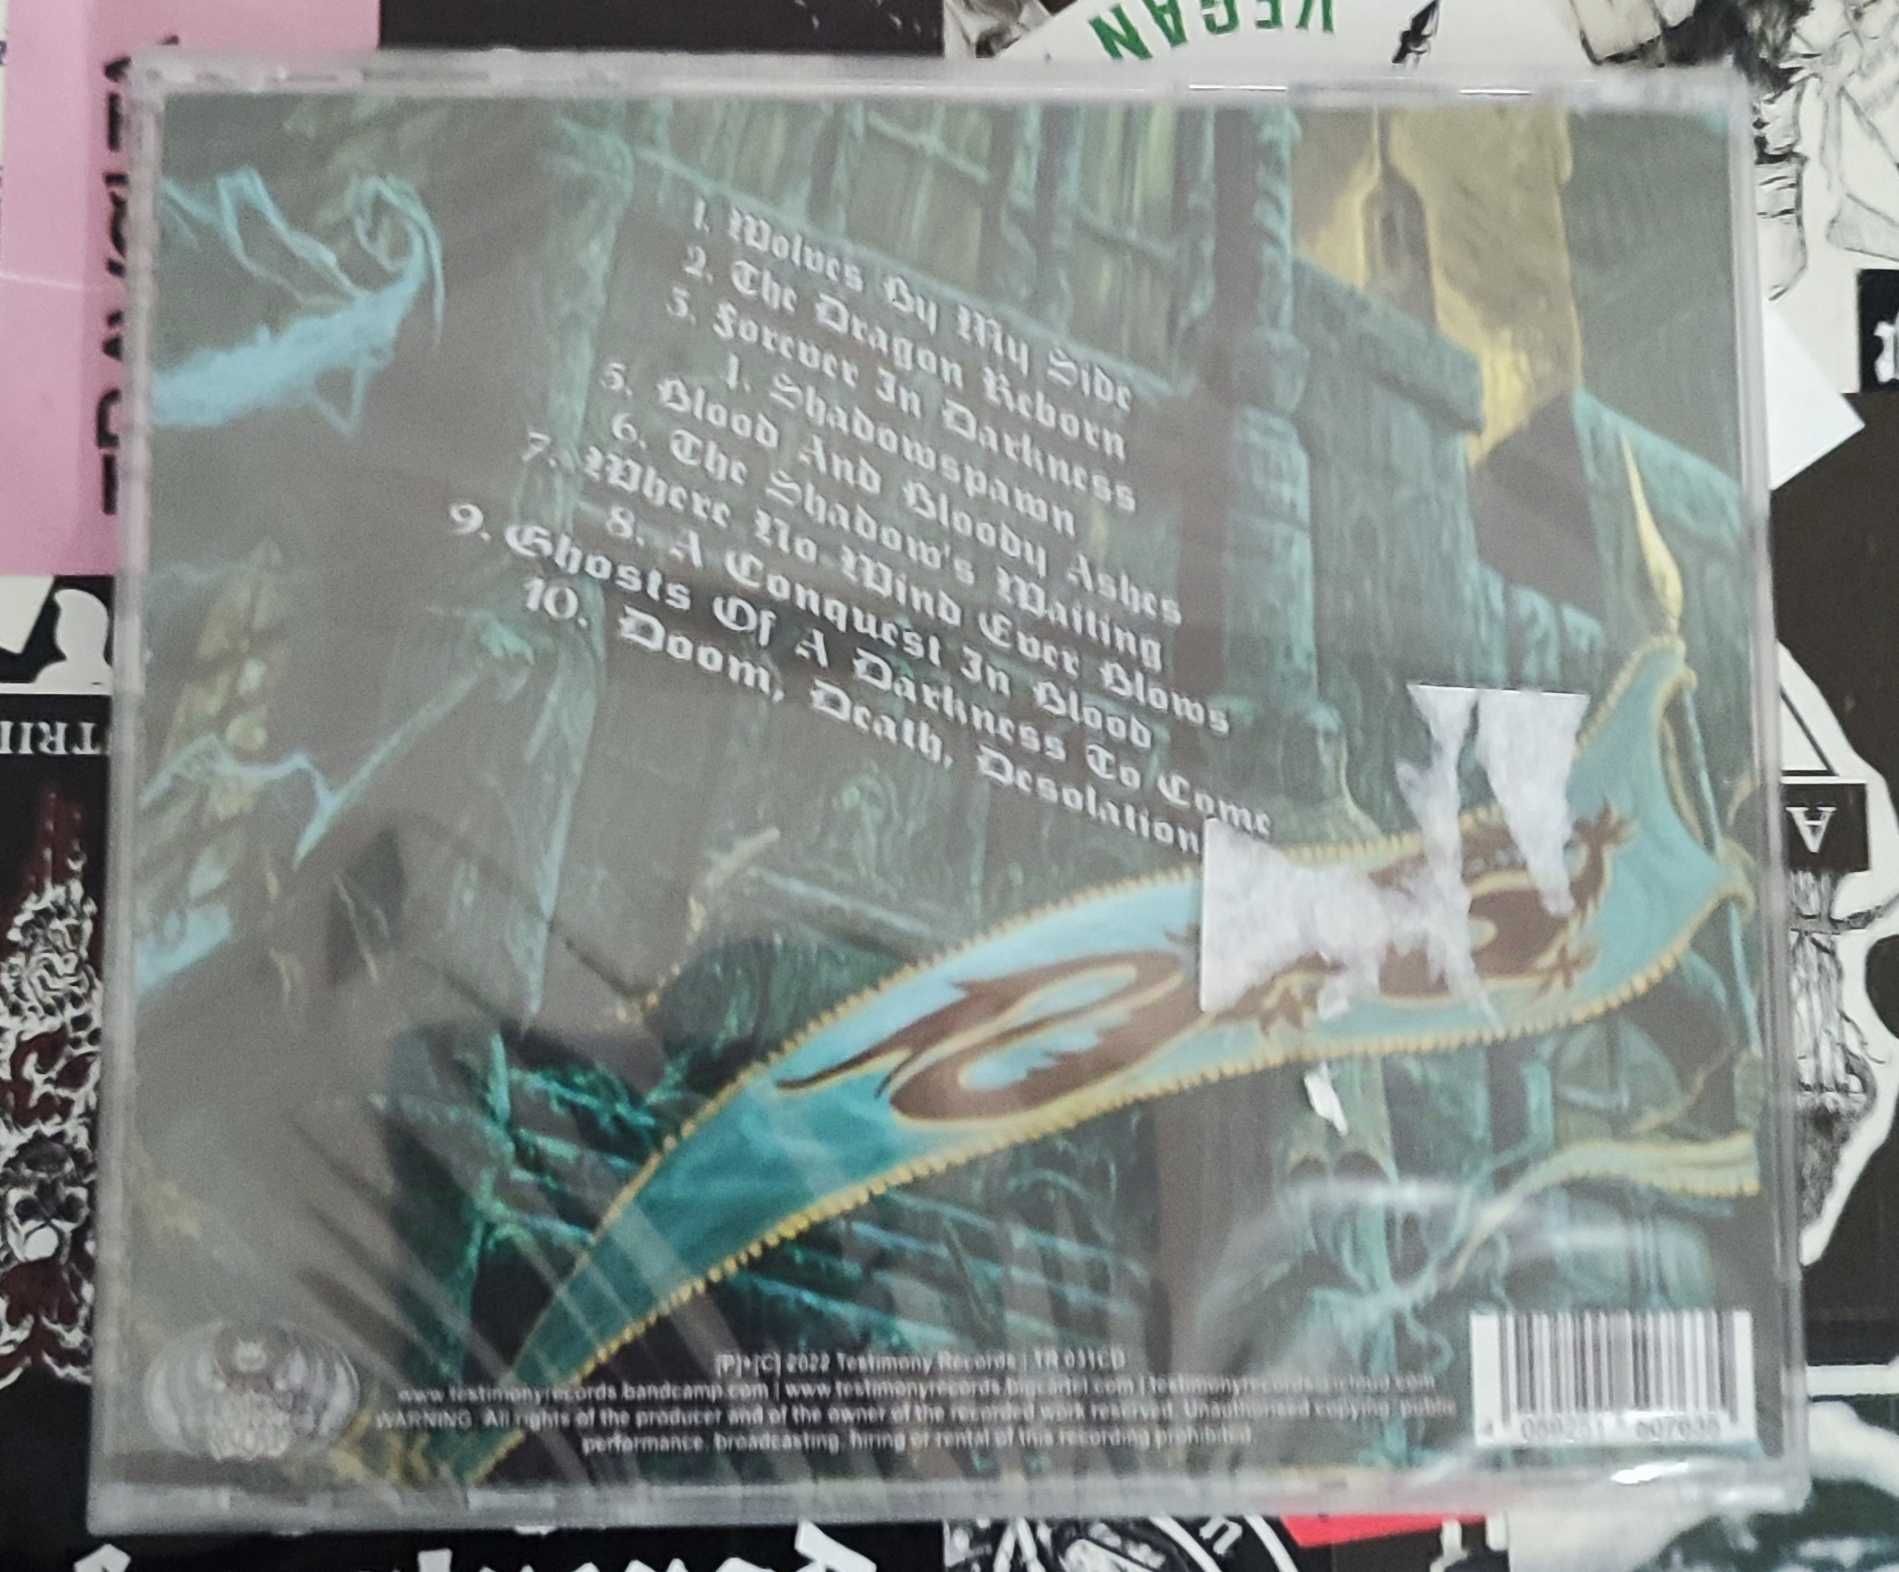 VEGAN
1. Wolves By My Side
2. The Dragon Reborn
3. Forever In Darkness
4. Shadowspawn
5. Blood And Bloody Ashes
6. The Shadow's Waiting
7. Where No Wind Ever Blows
8. A Conquest In Blood
9. Ghosts Of A Darkness To Come
10. Doom, Death, Desolation
[P]+[C] 2022 Testimony Records | TR 031CD
www.testimonyrecords.bandcamp.com | www.testimonyrecords.bigcartel.com |
WARNING: All rights of the producer and of the owner of the recorded work reserved. Unauthorised copying, public
performance, broadcasting, hiring or rental of this recording prohibited.